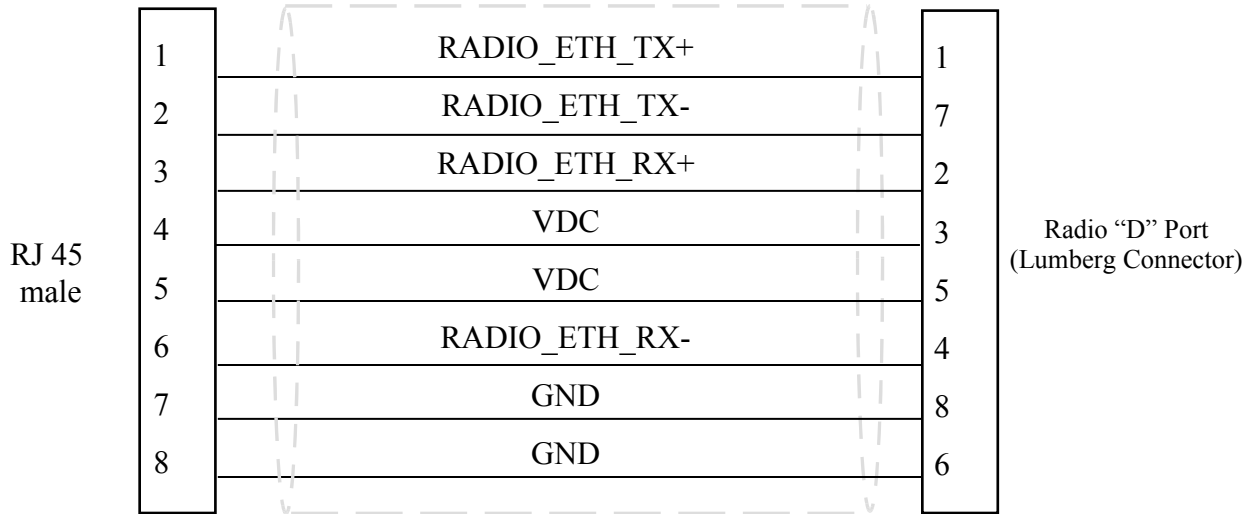 1 RADIO_ETH_TX+ 1
2 RADIO_ETH_TX- 7
3 RADIO_ETH_RX+ 2
4 VDC 3
5 VDC 5
6 RADIO_ETH_RX- 4
7 GND 8
8 GND 6
RJ 45
male
Radio “D” Port
(Lumberg Connector)